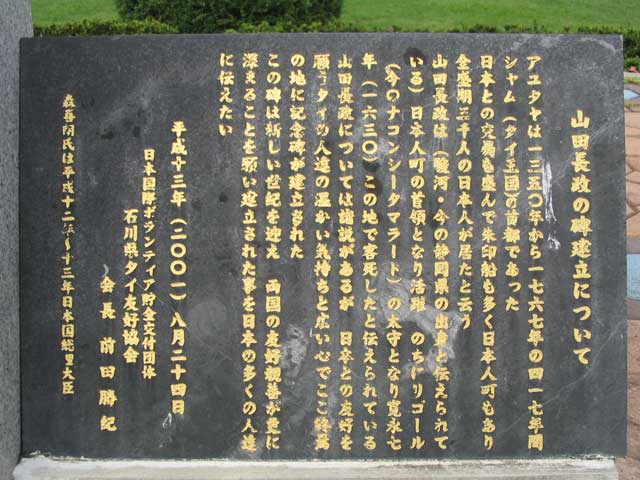 山田長政の碑建立について
アユタヤは一三五〇年から一七六七年の四一七年間
シャム（タイ王国の首都であった
日本との交易も盛んで朱印船も多く日本人町もあり
全盛期三千人の日本人が居たと云う
山田長政は（駿河・今の静岡県の出身と伝えられて
いる）日本人町の首領となり活躍　のちにリゴール
（今のナコンシータマラード）の太守となり寛永七
年（一六三〇）この地で客死したと伝えられている
山田長政については諸説があるが　日本との友好を
願うタイの人達の温かい気持ちと広い心でここ終焉
の地に記念碑が建立された
この碑は新しい世紀を迎え　両国の友好親善が更に
深まることを願い建立された事を日本の多くの人達
に伝えたい
平成十三年（二〇〇一）八月二十四日
日本国際ボランティア貯金交付団体
石川県タイ友好協会
会長　前田勝紀
森喜朗氏は平成十二年〜十三年日本国総理大臣